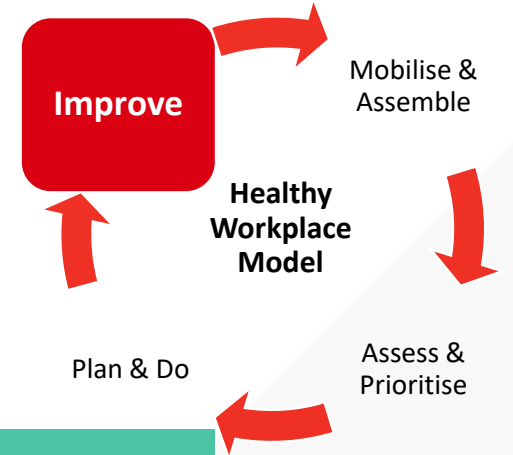 Improve
Mobilise &
Assemble
Healthy
Workplace
Model
Assess &
Prioritise
Plan & Do